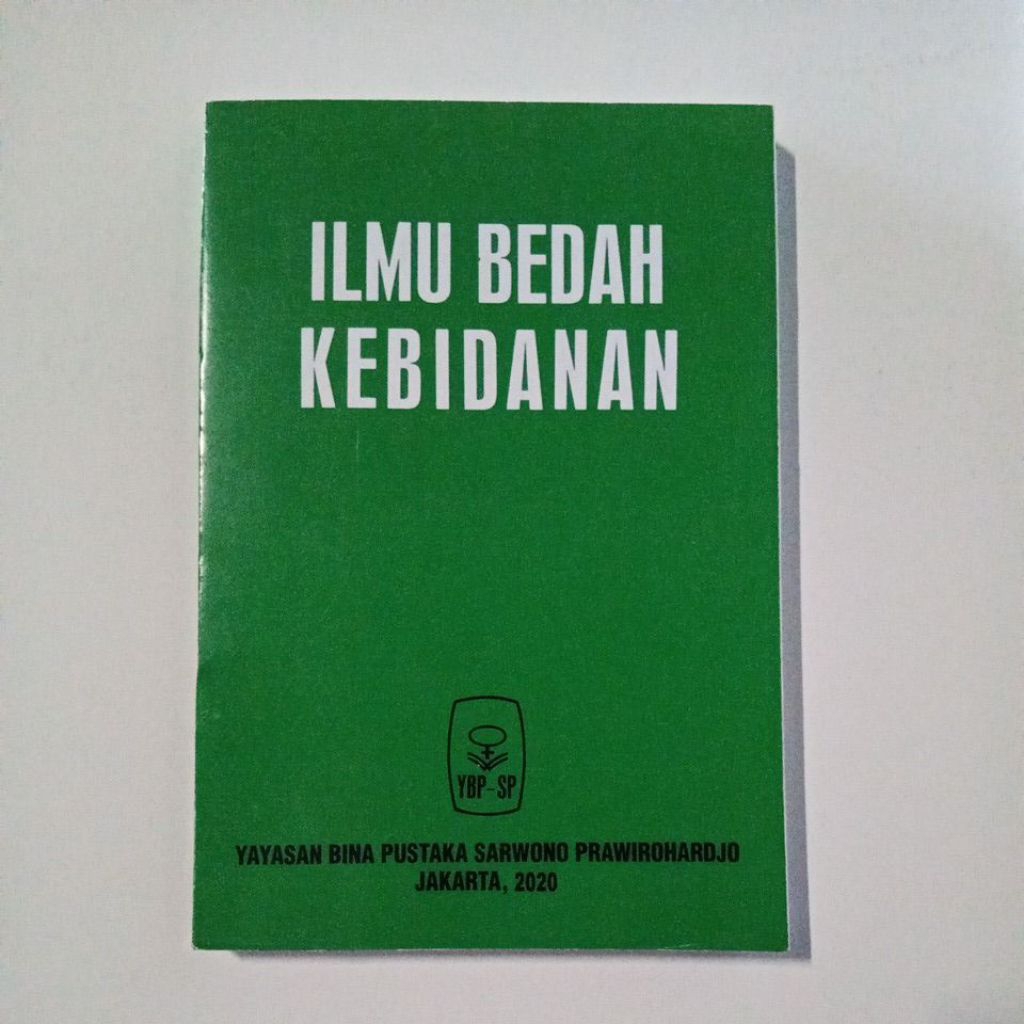 ILMU BEDAH
KEBIDANAN
YBP-SP
YAYASAN BINA PUSTAKA SARWONO PRAWIROHARDJO
JAKARTA, 2020